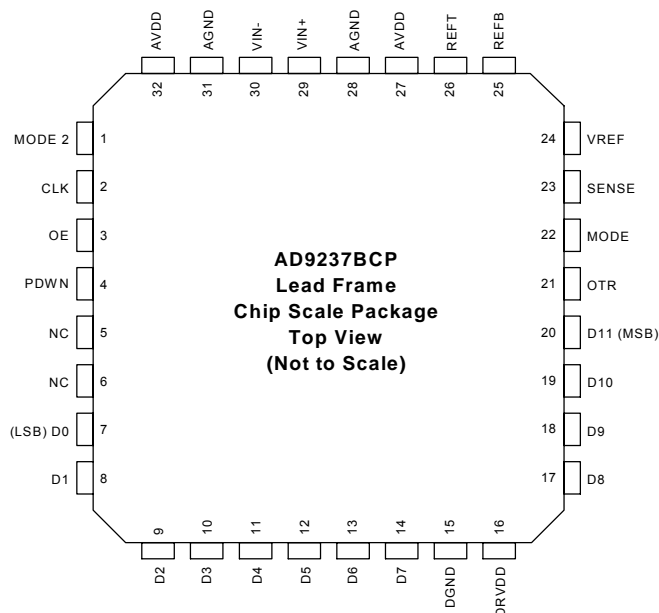 AVDD
AGND
VIN-
VIN+
AGND
AVDD
REFT
REFB
32
31
30
29
28
27
26
25
MODE 2 1
CLK 2
OE 3
PDWN 4
NC 5
NC 6
(LSB) D0 7
D1 8
24 VREF
23 SENSE
22 MODE
21 OTR
20 D11 (MSB)
19 D10
18 D9
17 D8
AD9237BCP
Lead Frame
Chip Scale Package
Top View
(Not to Scale)
9
10
11
12
13
14
15
16
D2
D3
D4
D5
D6
D7
DGND
DRVDD